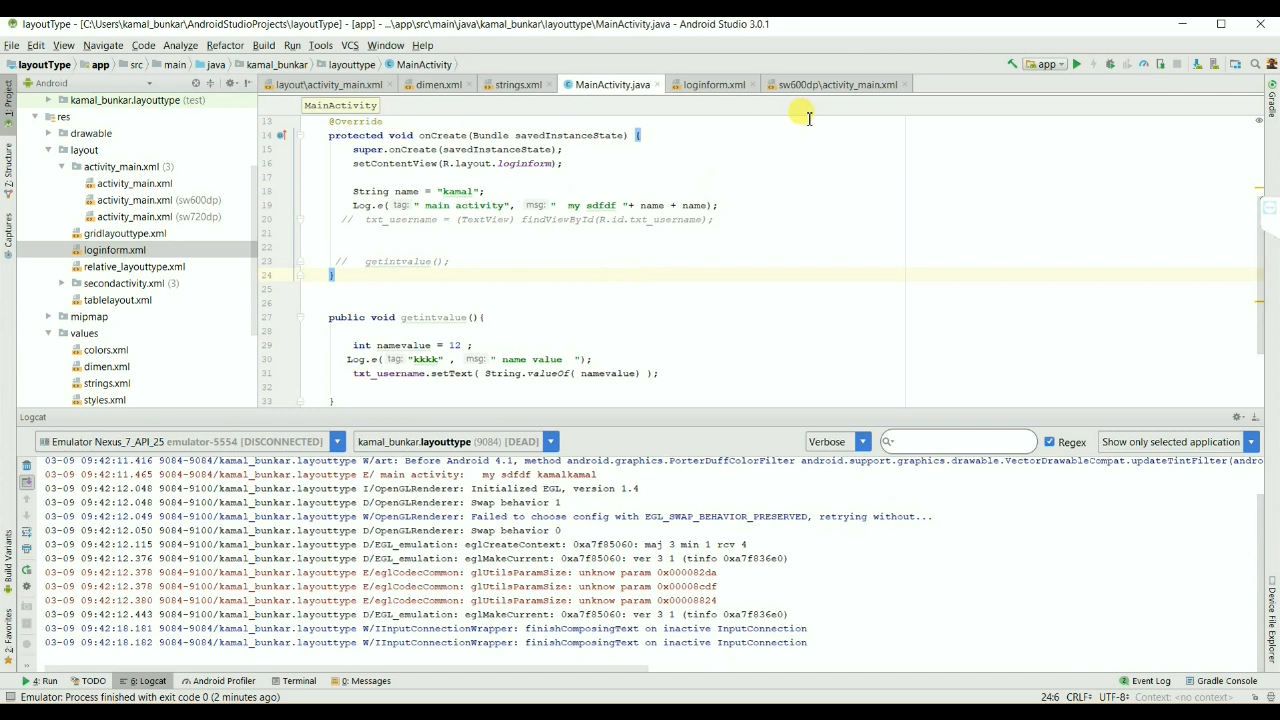 layoutType - [C:\Users\kamal_bunkar\AndroidStudioProjects\layoutType] - [app] - ...\app\src\main\java\kamal_bunkar\layouttype\MainActivity.java - Android Studio 3.0.1
File Edit View Navigate Code Analyze Refactor Build Run Tools VCS Window Help
layoutType app src main java kamal_bunkar layouttype MainActivity app
Android layout\activity_main.xml dimen.xml strings.xml MainActivity.java loginform.xml sw600dp\activity_main.xml
1: Project
Z: Structure
Captures
Build Variants
2: Favorites
Gradle
Device File Explorer
kamal_bunkar.layouttype (test)
res
drawable
layout
activity_main.xml (3)
activity_main.xml
activity_main.xml (sw600dp)
activity_main.xml (sw720dp)
gridlayouttype.xml
loginform.xml
relative_layouttype.xml
secondactivity.xml (3)
tablelayout.xml
mipmap
values
colors.xml
dimen.xml
strings.xml
styles.xml
MainActivity
13 @Override
14 protected void onCreate(Bundle savedInstanceState) {
15 super.onCreate(savedInstanceState);
16 setContentView(R.layout.loginform);
17
18 String name = "kamal";
19 Log.e( tag: " main activity", msg: "  my sdfdf "+ name + name);
20 // txt_username = (TextView) findViewById(R.id.txt_username);
21
22
23 // getintvalue();
24 }
25
26
27 public void getintvalue(){
28
29 int namevalue = 12 ;
30 Log.e( tag: "kkkk" , msg: " name value  ");
31 txt_username.setText( String.valueOf( namevalue) );
32
33 }
Logcat
Emulator Nexus_7_API_25 emulator-5554 [DISCONNECTED] kamal_bunkar.layouttype (9084) [DEAD] Verbose Regex Show only selected application
03-09 09:42:11.416 9084-9084/kamal_bunkar.layouttype W/art: Before Android 4.1, method android.graphics.PorterDuffColorFilter android.support.graphics.drawable.VectorDrawableCompat.updateTintFilter(andro
03-09 09:42:11.465 9084-9084/kamal_bunkar.layouttype E/ main activity:   my sdfdf kamalkamal
03-09 09:42:12.048 9084-9100/kamal_bunkar.layouttype I/OpenGLRenderer: Initialized EGL, version 1.4
03-09 09:42:12.048 9084-9100/kamal_bunkar.layouttype D/OpenGLRenderer: Swap behavior 1
03-09 09:42:12.049 9084-9100/kamal_bunkar.layouttype W/OpenGLRenderer: Failed to choose config with EGL_SWAP_BEHAVIOR_PRESERVED, retrying without...
03-09 09:42:12.050 9084-9100/kamal_bunkar.layouttype D/OpenGLRenderer: Swap behavior 0
03-09 09:42:12.115 9084-9100/kamal_bunkar.layouttype D/EGL_emulation: eglCreateContext: 0xa7f85060: maj 3 min 1 rcv 4
03-09 09:42:12.376 9084-9100/kamal_bunkar.layouttype D/EGL_emulation: eglMakeCurrent: 0xa7f85060: ver 3 1 (tinfo 0xa7f836e0)
03-09 09:42:12.378 9084-9100/kamal_bunkar.layouttype E/eglCodecCommon: glUtilsParamSize: unknow param 0x000082da
03-09 09:42:12.378 9084-9100/kamal_bunkar.layouttype E/eglCodecCommon: glUtilsParamSize: unknow param 0x00008cdf
03-09 09:42:12.380 9084-9100/kamal_bunkar.layouttype E/eglCodecCommon: glUtilsParamSize: unknow param 0x00008824
03-09 09:42:12.443 9084-9100/kamal_bunkar.layouttype D/EGL_emulation: eglMakeCurrent: 0xa7f85060: ver 3 1 (tinfo 0xa7f836e0)
03-09 09:42:18.181 9084-9084/kamal_bunkar.layouttype W/IInputConnectionWrapper: finishComposingText on inactive InputConnection
03-09 09:42:18.182 9084-9084/kamal_bunkar.layouttype W/IInputConnectionWrapper: finishComposingText on inactive InputConnection
4: Run TODO 6: Logcat Android Profiler Terminal 0: Messages Event Log Gradle Console
Emulator: Process finished with exit code 0 (2 minutes ago) 24:6 CRLF÷ UTF-8÷ Context: <no context>